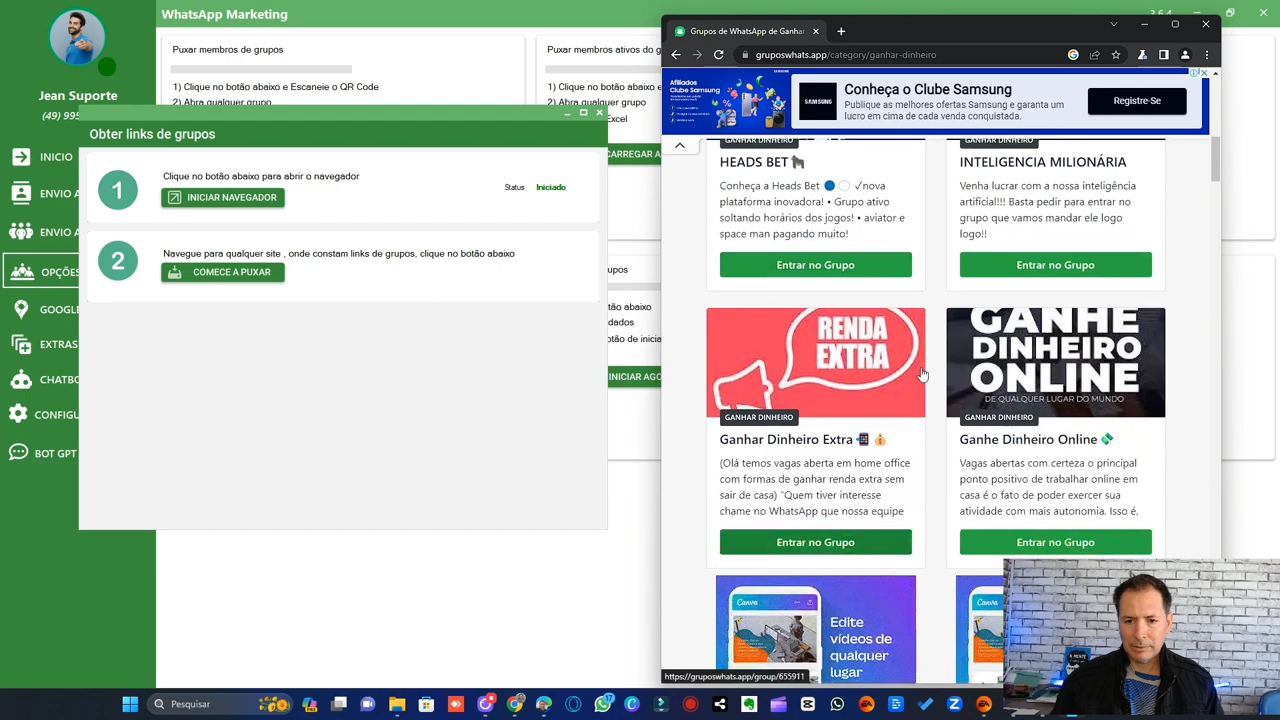 WhatsApp Marketing
Jean Suporte
(49) 995
INICIO
ENVIO A
ENVIO A
OPÇÕES
GOOGLE
EXTRAS
CHATBO
CONFIGU
BOT GPT
Puxar membros de grupos
1) Clique no botão abaixo e Escaneie o QR Code
2) Abra qualquer grupo
Puxar membros ativos do g
1) Clique no botão abaixo e
Excel
CARREGAR A
upos
tão abaixo
dados
otão de inicia
INICIAR AGO
Obter links de grupos
1
Clique no botão abaixo para abrir o navegador
INICIAR NAVEGADOR
Status
Iniciado
2
Navegue para qualquer site , onde constam links de grupos, clique no botão abaixo
COMECE A PUXAR
Grupos de WhatsApp de Ganhar
gruposwhats.app/category/ganhar-dinheiro
Afiliados
Clube Samsung
SAMSUNG
Conheça o Clube Samsung
Publique as melhores ofertas Samsung e garanta um
lucro em cima de cada venda conquistada.
Registre-Se
GANHAR DINHEIRO
HEADS BET🦍
Conheça a Heads Bet 🔵⚪ ✓nova
plataforma inovadora! • Grupo ativo
soltando horários dos jogos! • aviator e
space man pagando muito!
Entrar no Grupo
GANHAR DINHEIRO
INTELIGENCIA MILIONÁRIA
Venha lucrar com a nossa inteligência
artificial!!! Basta pedir para entrar no
grupo que vamos mandar ele logo
logo!!
Entrar no Grupo
RENDA
EXTRA
GANHAR DINHEIRO
Ganhar Dinheiro Extra📲💰
(Olá temos vagas aberta em home office
com formas de ganhar renda extra sem
sair de casa) "Quem tiver interesse
chame no WhatsApp que nossa equipe
Entrar no Grupo
GANHE
DINHEIRO
ONLINE
DE QUALQUER LUGAR DO MUNDO
GANHAR DINHEIRO
Ganhe Dinheiro Online 💸
Vagas abertas com certeza o principal
ponto positivo de trabalhar online em
casa é o fato de poder exercer sua
atividade com mais autonomia. Isso é,
Entrar no Grupo
Canva
Edite
vídeos de
qualquer
lugar
Canva
https://gruposwhats.app/group/655911
Pesquisar
17